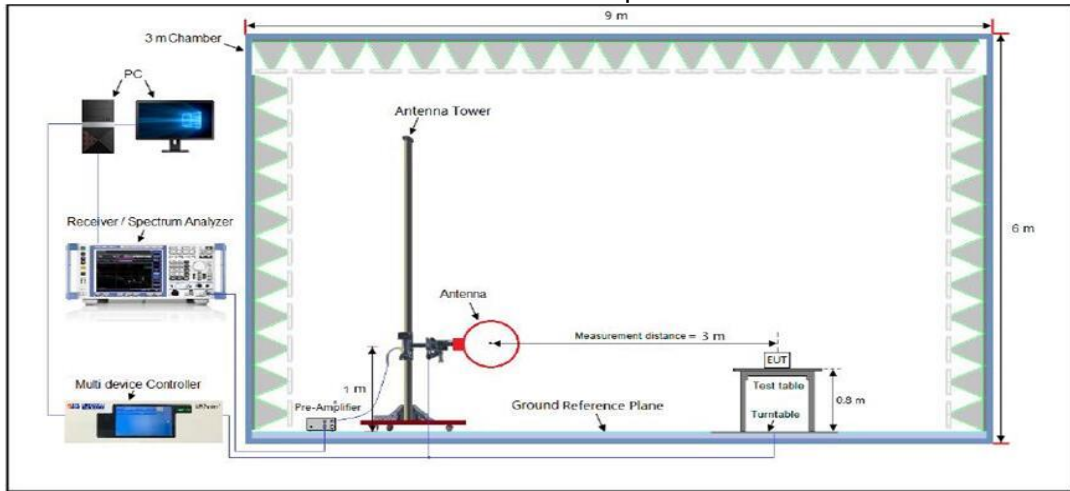 9 m
3 m Chamber
PC
Antenna Tower
Receiver / Spectrum Analyzer
6 m
Antenna
Measurement distance = 3 m
EUT
Multi device Controller
1 m
Test table
0.8 m
Pre-Amplifier
Ground Reference Plane
Turntable